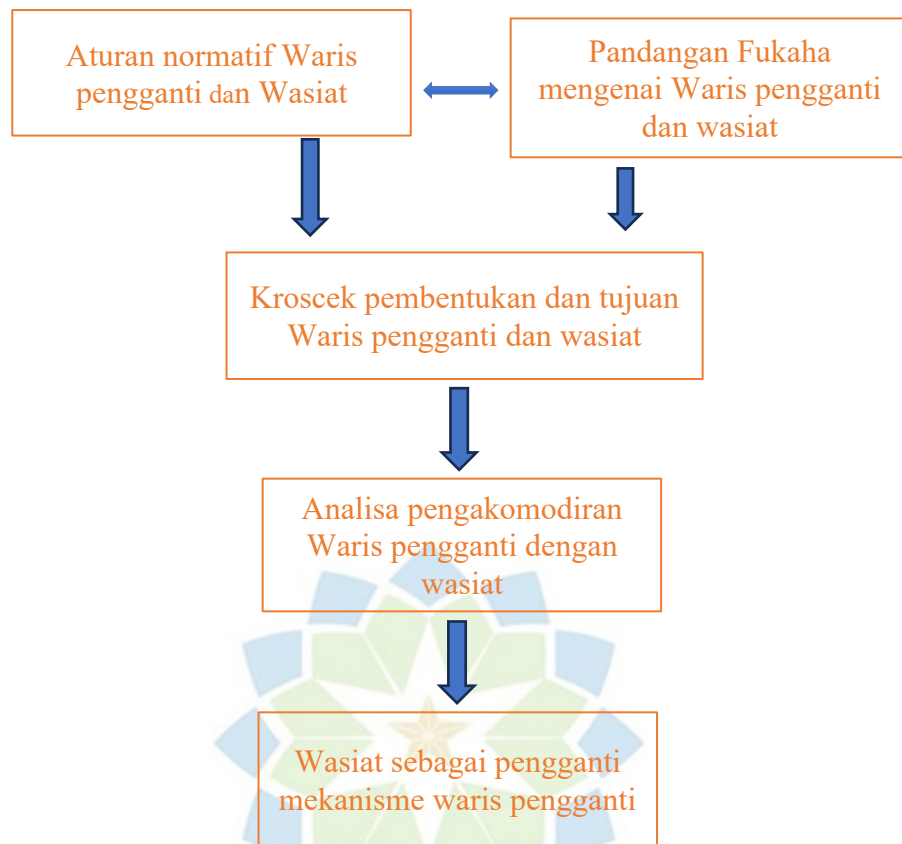 Aturan normatif Waris
pengganti dan Wasiat
Pandangan Fukaha
mengenai Waris pengganti
dan wasiat
Kroscek pembentukan dan tujuan
Waris pengganti dan wasiat
Analisa pengakomodiran
Waris pengganti dengan
wasiat
Wasiat sebagai pengganti
mekanisme waris pengganti